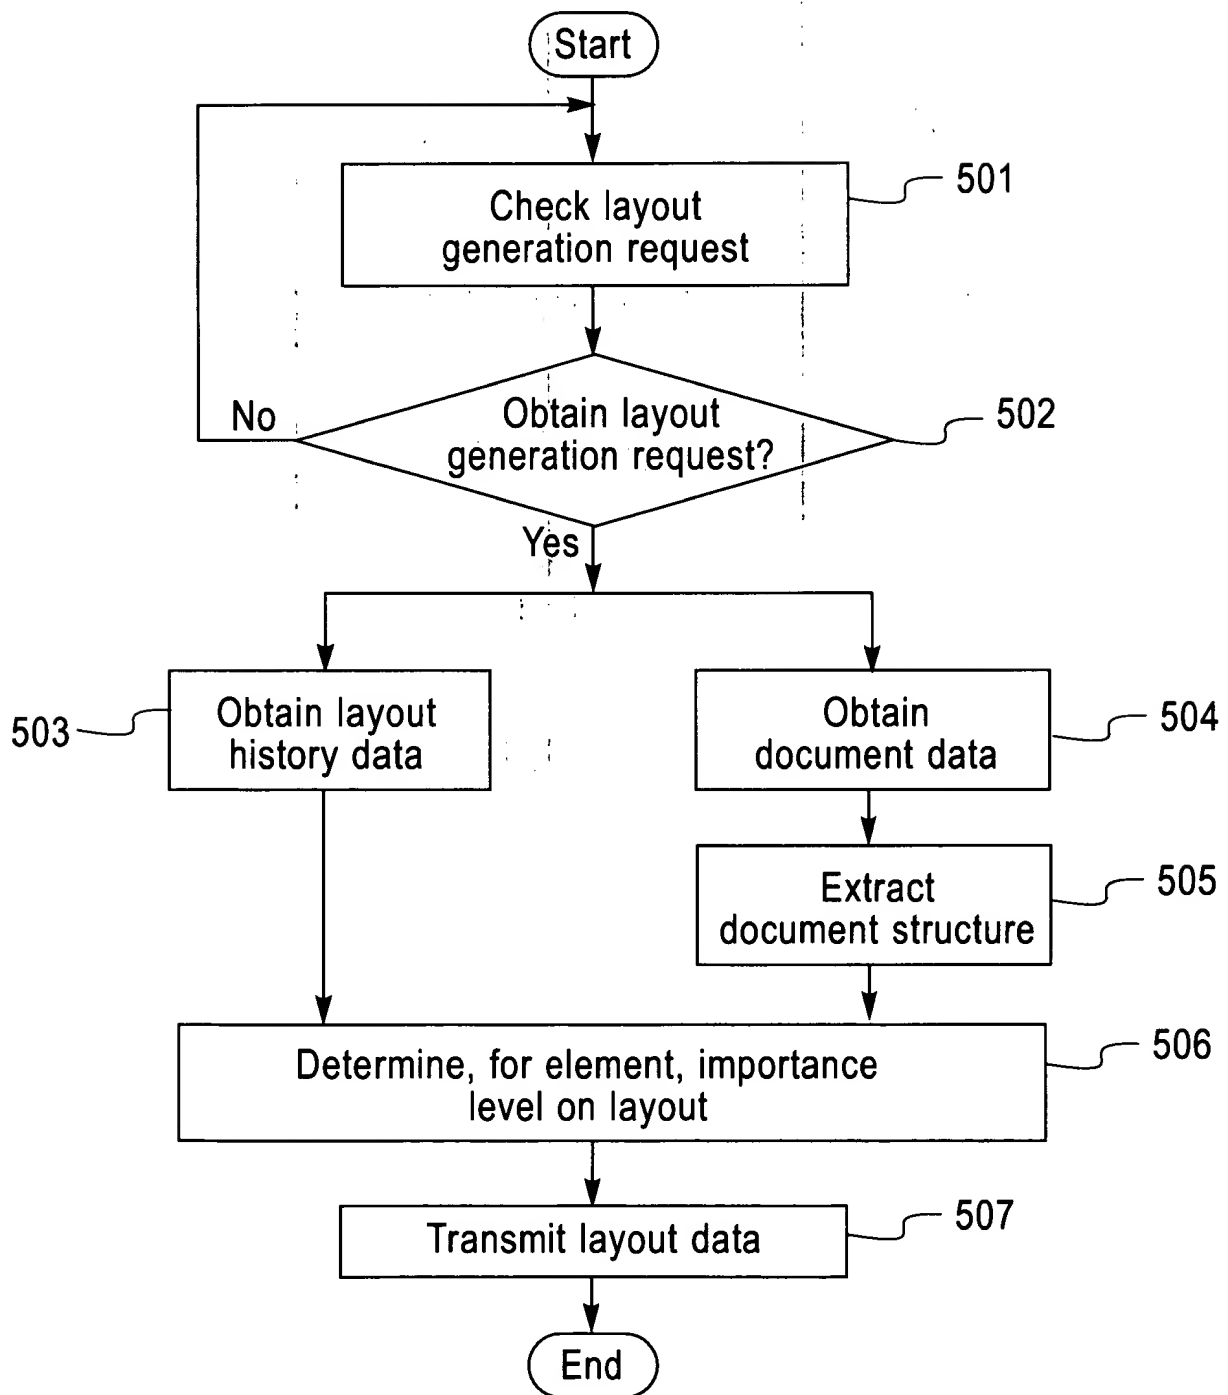 Start
Check layout
generation request
501
Obtain layout
generation request?
502
No
Yes
Obtain layout
history data
503
Obtain
document data
504
Extract
document structure
505
Determine, for element, importance
level on layout
506
Transmit layout data
507
End